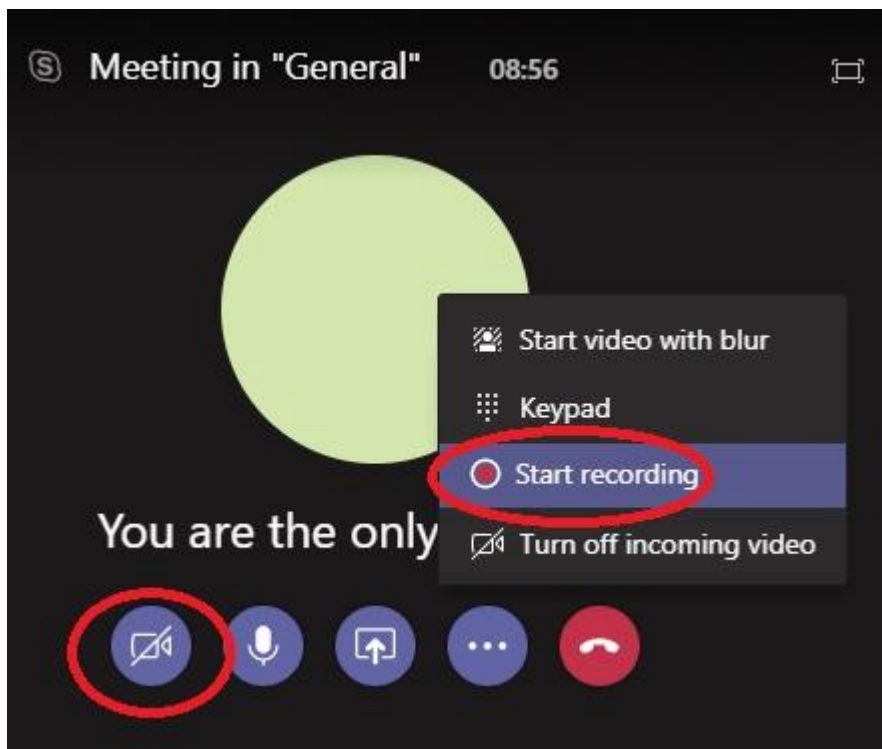 S Meeting in "General" 08:56
Start video with blur
Keypad
Start recording
You are the only
Turn off incoming video